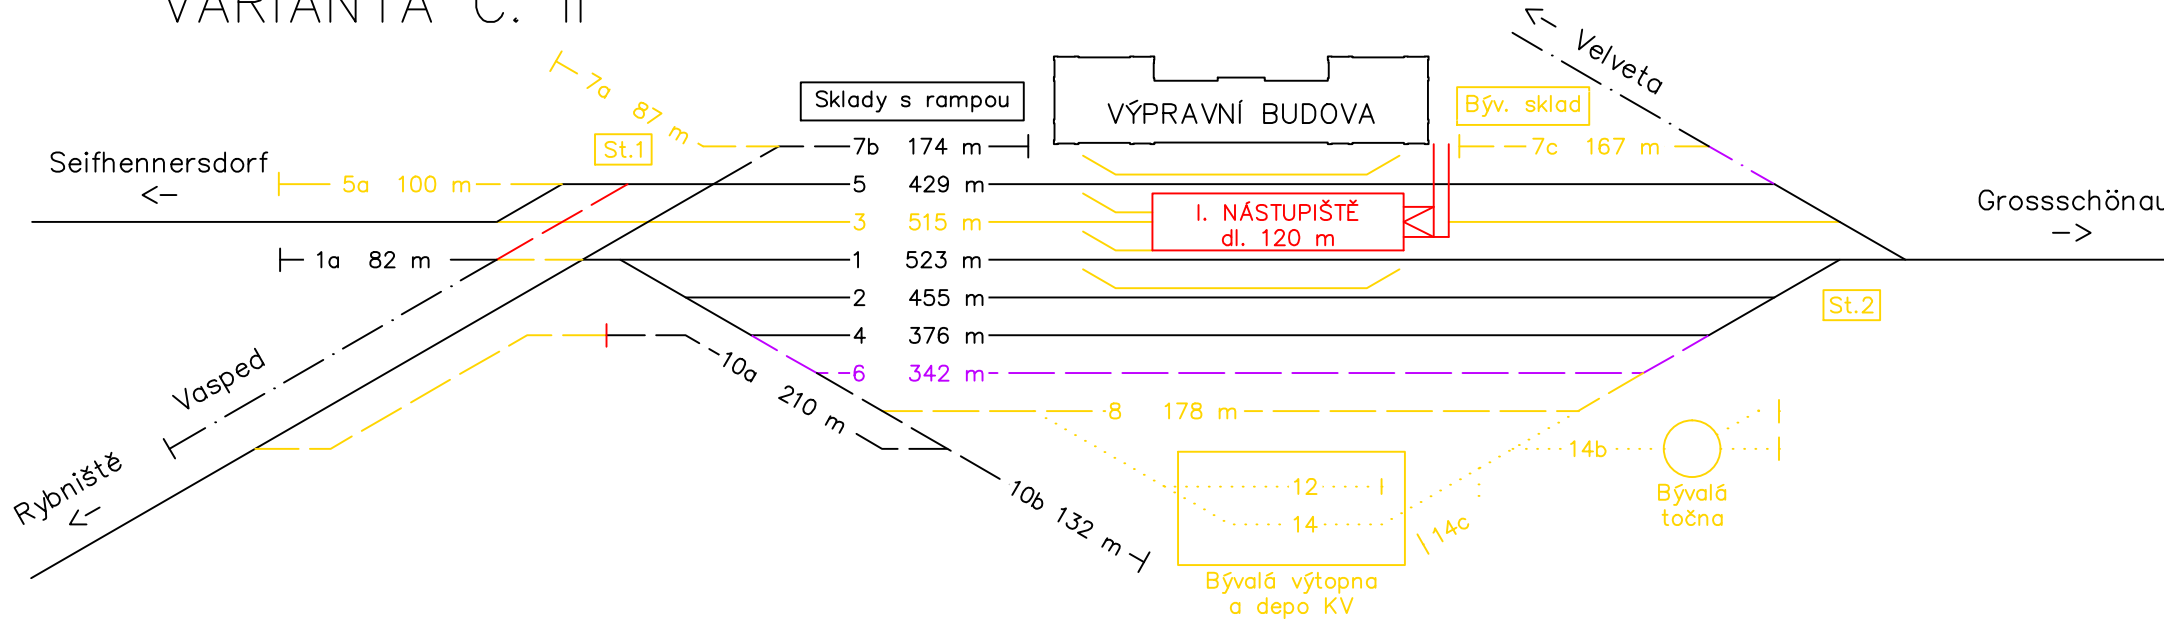 VARIANTA Č. II
Velveta
7a 87 m
Sklady s rampou
VÝPRAVNÍ BUDOVA
Býv. sklad
St.1
7b 174 m
7c 167 m
Seifhennersdorf
<-
5a 100 m
5 429 m
Grossschönau
->
3 515 m
I. NÁSTUPIŠTĚ
dl. 120 m
1a 82 m
1 523 m
2 455 m
St.2
4 376 m
Vasped
10a 210 m
6 342 m
8 178 m
14b
Rybniště
12
Bývalá
točna
10b 132 m
14
14c
Bývalá výtopna
a depo KV